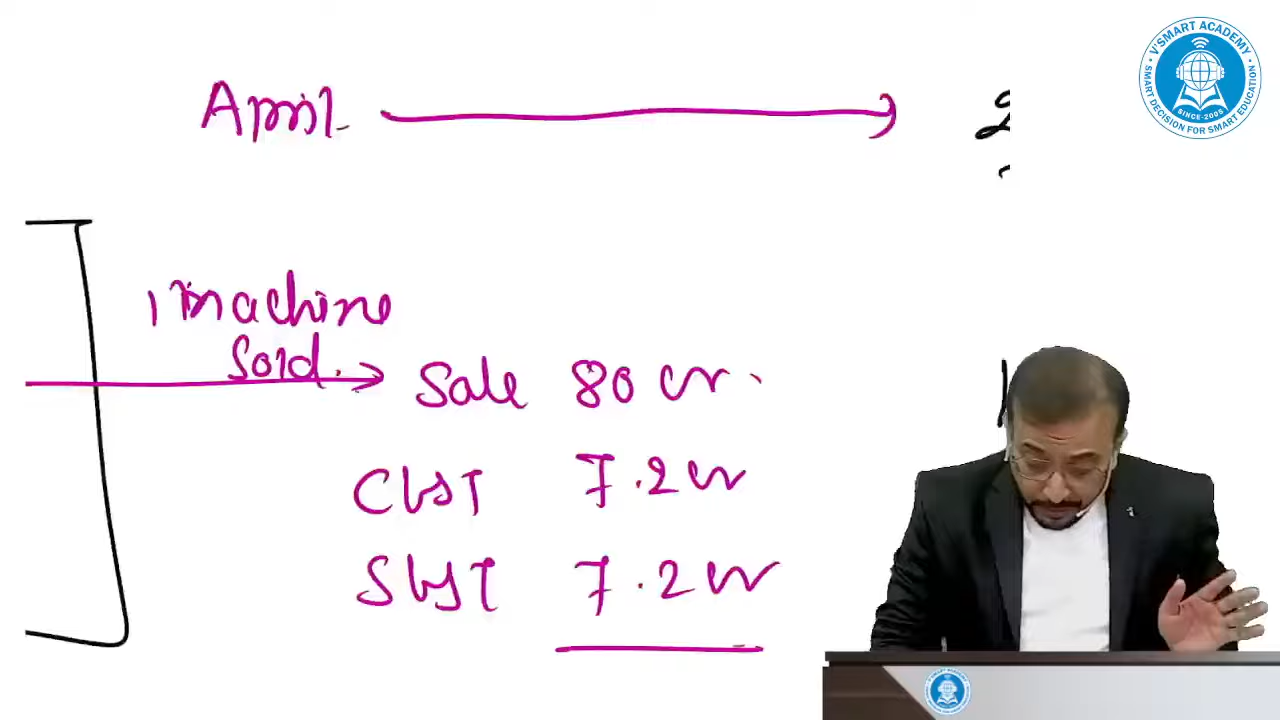 April
1 machine
sold.
Sale 80 cr
CGST 7.2 cr
SGST 7.2 cr
V'SMART ACADEMY
SMART DECISION FOR SMART EDUCATION
SINCE-2005